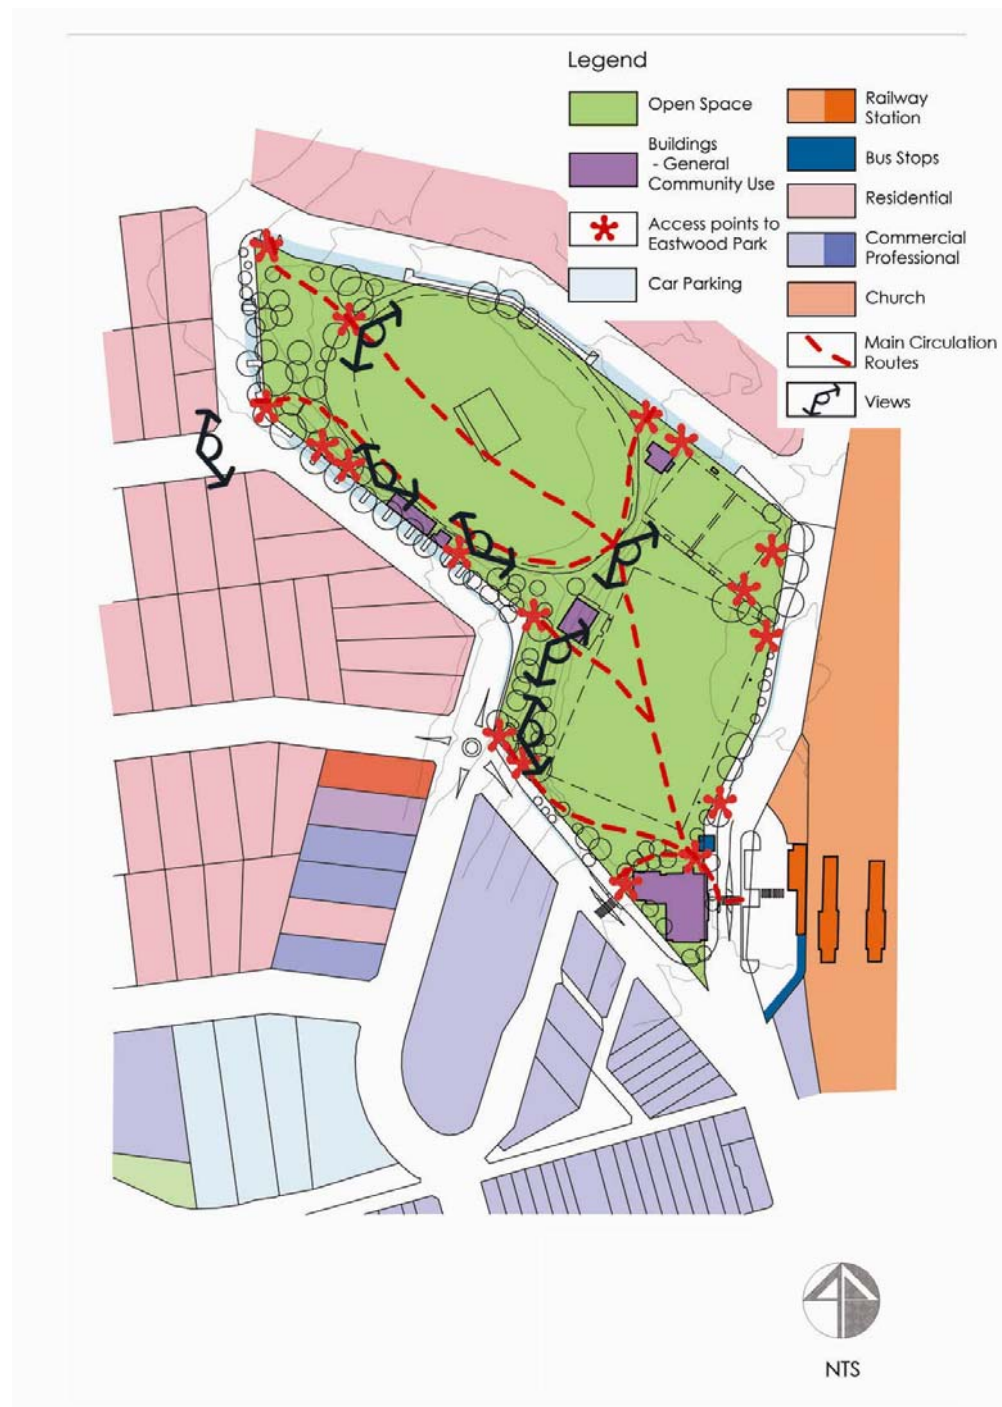 Legend
Open Space
Buildings
- General
Community Use
Access points to
Eastwood Park
Car Parking
Railway
Station
Bus Stops
Residential
Commercial
Professional
Church
Main Circulation
Routes
Views
NTS